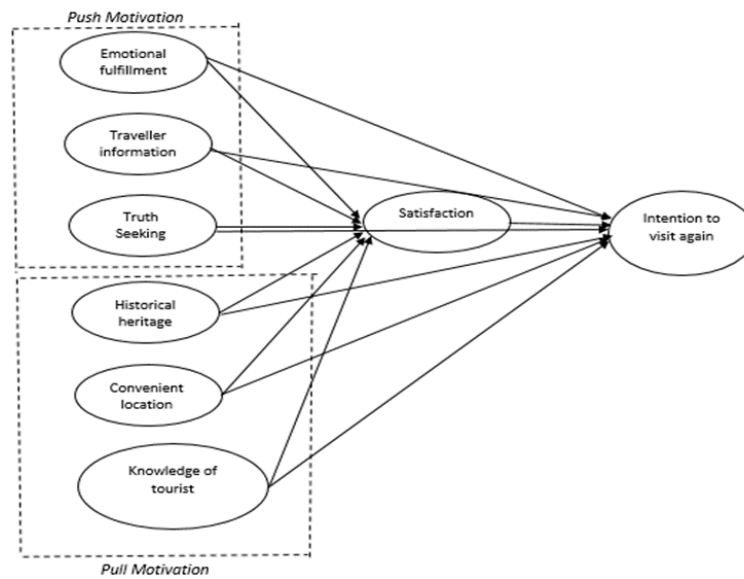 Push Motivation
Emotional
fulfillment
Traveller
information
Truth
Seeking
Satisfaction
Intention to
visit again
Historical
heritage
Convenient
location
Knowledge of
tourist
Pull Motivation